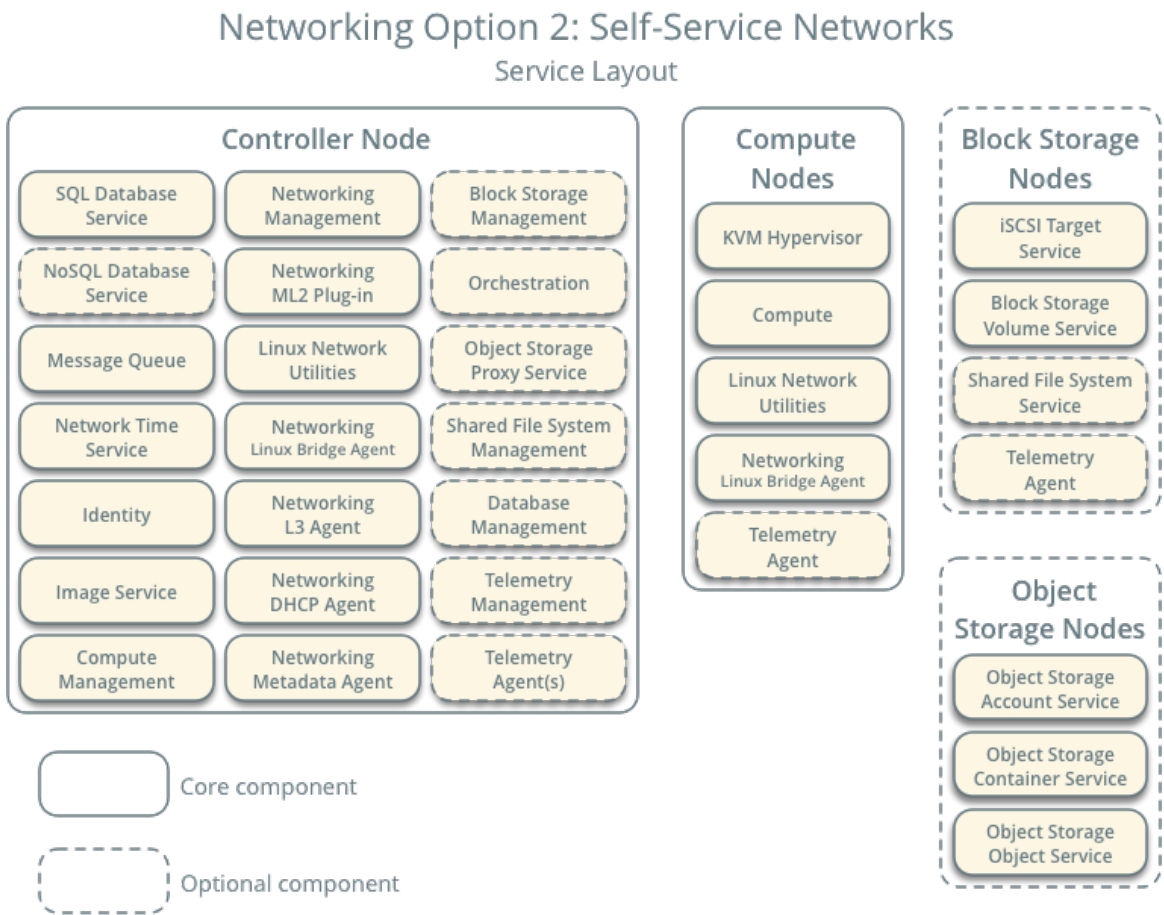 Networking Option 2: Self-Service Networks
Service Layout
Controller Node
SQL Database
Service
Networking
Management
Block Storage
Management
NoSQL Database
Service
Networking
ML2 Plug-in
Orchestration
Message Queue
Linux Network
Utilities
Object Storage
Proxy Service
Network Time
Service
Networking
Linux Bridge Agent
Shared File System
Management
Identity
Networking
L3 Agent
Database
Management
Image Service
Networking
DHCP Agent
Telemetry
Management
Compute
Management
Networking
Metadata Agent
Telemetry
Agent(s)
Compute
Nodes
KVM Hypervisor
Compute
Linux Network
Utilities
Networking
Linux Bridge Agent
Telemetry
Agent
Block Storage
Nodes
iSCSI Target
Service
Block Storage
Volume Service
Shared File System
Service
Telemetry
Agent
Object
Storage Nodes
Object Storage
Account Service
Object Storage
Container Service
Object Storage
Object Service
Core component
Optional component